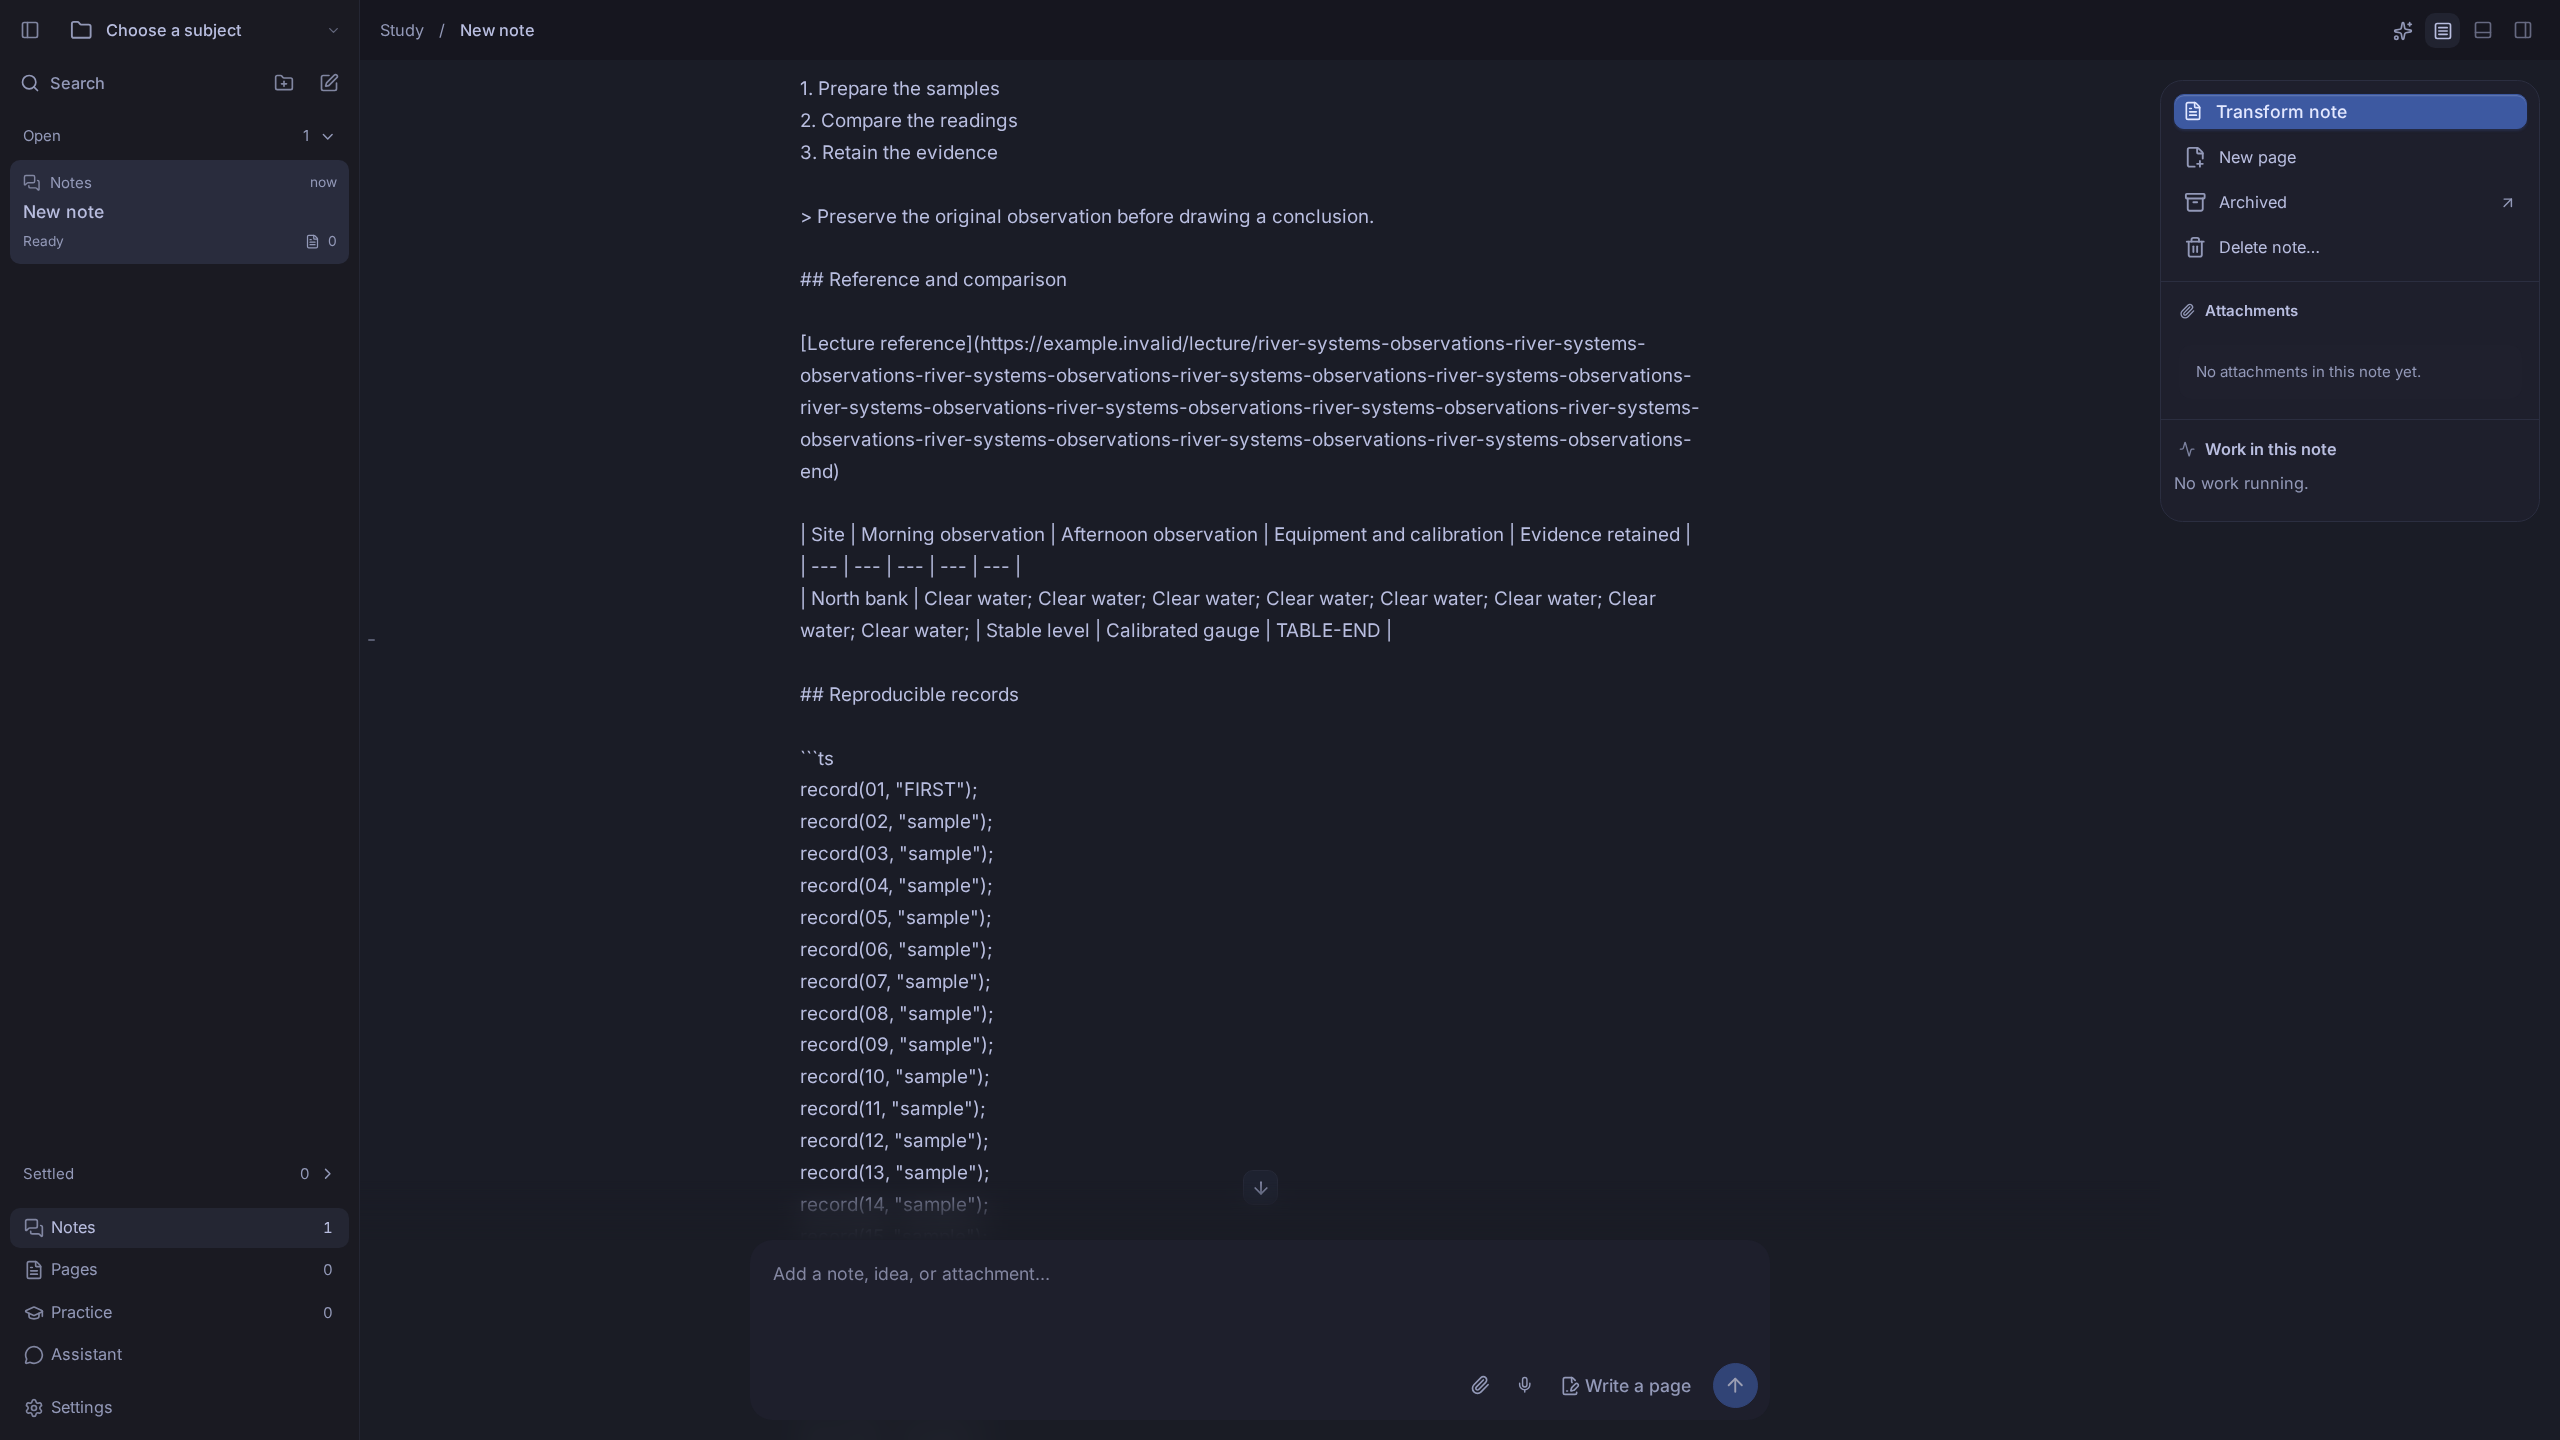 Choose a subject
Search
Open 1
Notes now
New note
Ready 0
Settled 0
Notes 1
Pages 0
Practice 0
Assistant
Settings
Study / New note
1. Prepare the samples
2. Compare the readings
3. Retain the evidence
> Preserve the original observation before drawing a conclusion.
## Reference and comparison
[Lecture reference](https://example.invalid/lecture/river-systems-observations-river-systems-
observations-river-systems-observations-river-systems-observations-river-systems-observations-
river-systems-observations-river-systems-observations-river-systems-observations-river-systems-
observations-river-systems-observations-river-systems-observations-river-systems-observations-
end)
| Site | Morning observation | Afternoon observation | Equipment and calibration | Evidence retained |
| --- | --- | --- | --- | --- |
| North bank | Clear water; Clear water; Clear water; Clear water; Clear water; Clear water; Clear
water; Clear water; | Stable level | Calibrated gauge | TABLE-END |
## Reproducible records
```ts
record(01, "FIRST");
record(02, "sample");
record(03, "sample");
record(04, "sample");
record(05, "sample");
record(06, "sample");
record(07, "sample");
record(08, "sample");
record(09, "sample");
record(10, "sample");
record(11, "sample");
record(12, "sample");
record(13, "sample");
record(14, "sample");
Add a note, idea, or attachment...
Write a page
Transform note
New page
Archived
Delete note...
Attachments
No attachments in this note yet.
Work in this note
No work running.